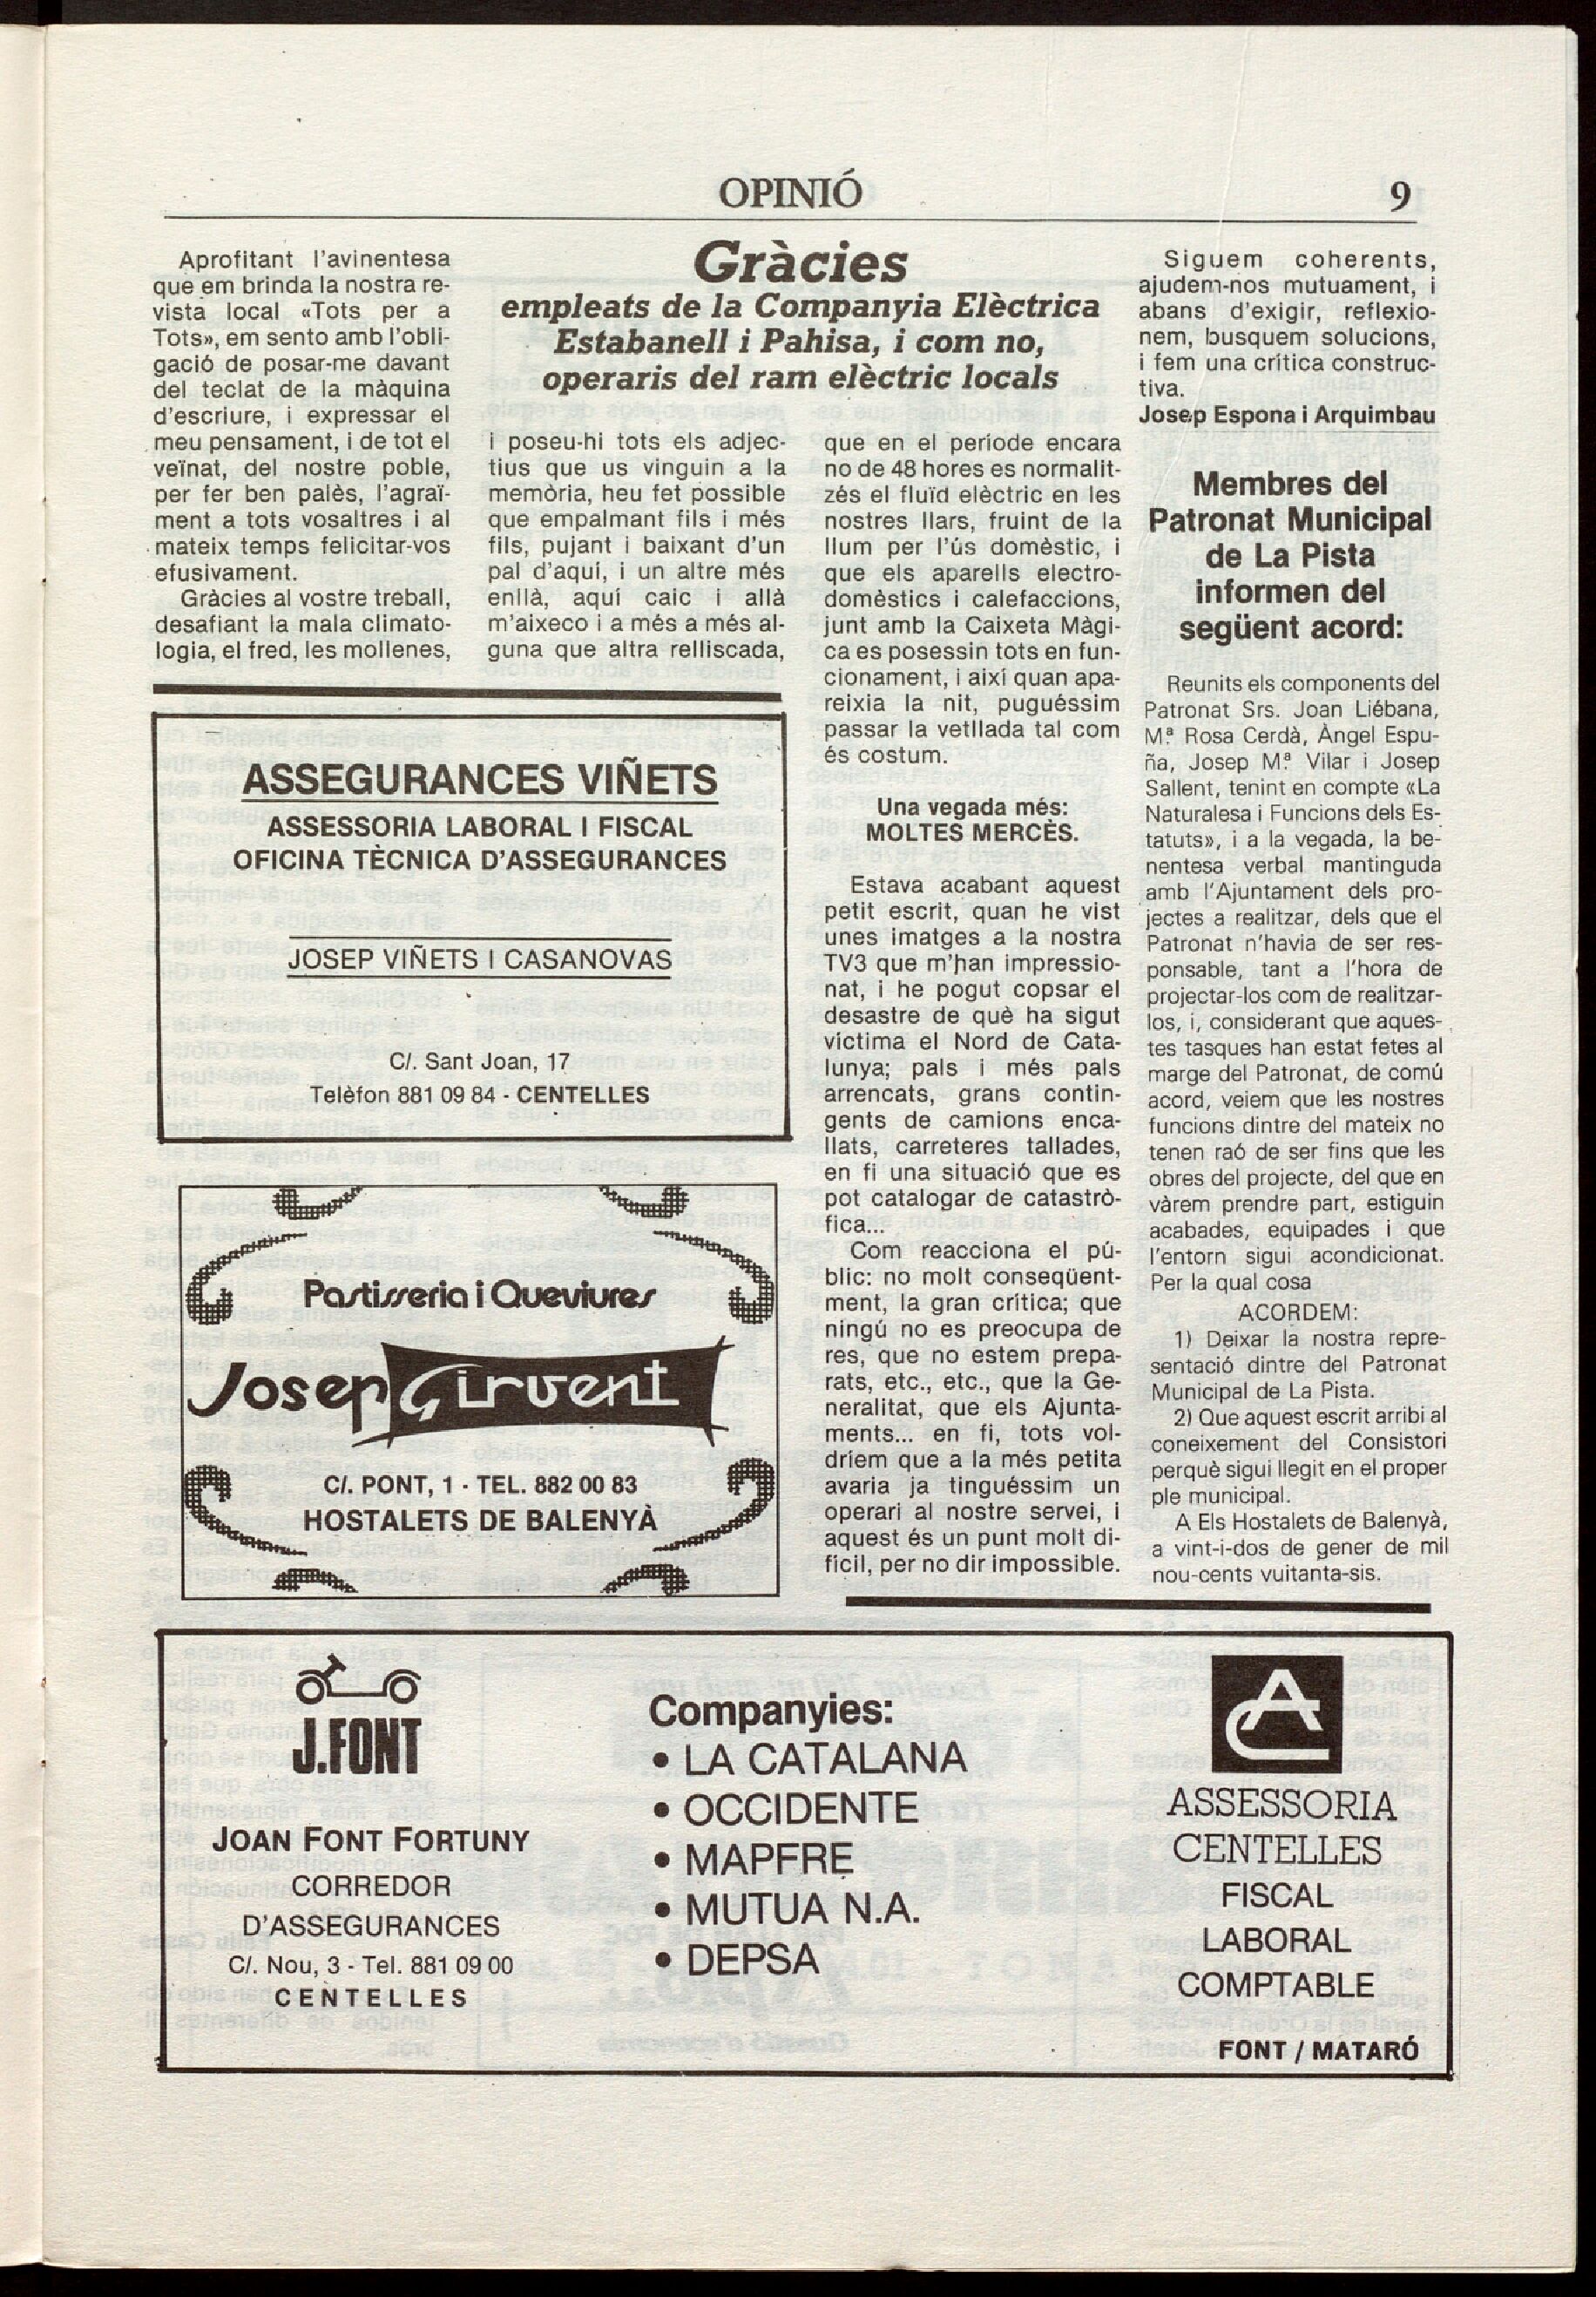 OPINIÓ
9
Gràcies
empleats de la Companyia Elèctrica
Estabanell i Pahisa, i com no,
operaris del ram elèctric locals
Aprofitant l'avinentesa
que em brinda la nostra re-
vista local «Tots per a
Tots», em sento amb l'obli-
gació de posar-me davant
del teclat de la màquina
d'escriure, i expressar el
meu pensament, i de tot el
veïnat, del nostre poble,
per fer ben palès, l'agraï-
ment a tots vosaltres i al
mateix temps felicitar-vos
efusivament.
Gràcies al vostre treball,
desafiant la mala climato-
logia, el fred, les mollenes,
i poseu-hi tots els adjec-
tius que us vinguin a la
memòria, heu fet possible
que empalmant fils i més
fils, pujant i baixant d'un
pal d'aquí, i un altre més
enllà, aquí caic i allà
m'aixeco i a més a més al-
guna que altra relliscada,
que en el període encara
no de 48 hores es normalit-
zés el fluïd elèctric en les
nostres llars, fruint de la
llum per l'ús domèstic, i
que els aparells electro-
domèstics i calefaccions,
junt amb la Caixeta Màgi-
ca es posessin tots en fun-
cionament, i així quan apa-
reixia la nit, puguéssim
passar la vetllada tal com
és costum.
Una vegada més:
MOLTES MERCÈS.
Estava acabant aquest
petit escrit, quan he vist
unes imatges a la nostra
TV3 que m'han impressio-
nat, i he pogut copsar el
desastre de què ha sigut
víctima el Nord de Cata-
lunya; pals i més pals
arrencats, grans contin-
gents de camions enca-
llats, carreteres tallades,
en fi una situació que es
pot catalogar de catastrò-
fica...
Com reacciona el pú-
blic: no molt conseqüent-
ment, la gran crítica; que
ningú no es preocupa de
res, que no estem prepa-
rats, etc., etc., que la Ge-
neralitat, que els Ajunta-
ments... en fi, tots vol-
dríem que a la més petita
avaria ja tinguéssim un
operari al nostre servei, i
aquest és un punt molt di-
fícil, per no dir impossible.
Siguem coherents,
ajudem-nos mutuament, i
abans d'exigir, reflexio-
nem, busquem solucions,
i fem una crítica construc-
tiva.
Josep Espona i Arquimbau
Membres del
Patronat Municipal
de La Pista
informen del
següent acord:
Reunits els components del
Patronat Srs. Joan Liébana,
M.ª Rosa Cerdà, Àngel Espu-
ña, Josep M.ª Vilar i Josep
Sallent, tenint en compte «La
Naturalesa i Funcions dels Es-
tatuts», i a la vegada, la be-
nentesa verbal mantinguda
amb l'Ajuntament dels pro-
jectes a realitzar, dels que el
Patronat n'havia de ser res-
ponsable, tant a l'hora de
projectar-los com de realitzar-
los, i, considerant que aques-
tes tasques han estat fetes al
marge del Patronat, de comú
acord, veiem que les nostres
funcions dintre del mateix no
tenen raó de ser fins que les
obres del projecte, del que en
vàrem prendre part, estiguin
acabades, equipades i que
l'entorn sigui acondicionat.
Per la qual cosa
ACORDEM:
1) Deixar la nostra repre-
sentació dintre del Patronat
Municipal de La Pista.
2) Que aquest escrit arribi al
coneixement del Consistori
perquè sigui llegit en el proper
ple municipal.
A Els Hostalets de Balenyà,
a vint-i-dos de gener de mil
nou-cents vuitanta-sis.
ASSEGURANCES VIÑETS
ASSESSORIA LABORAL I FISCAL
OFICINA TÈCNICA D'ASSEGURANCES
JOSEP VIÑETS I CASANOVAS
C/. Sant Joan, 17
Telèfon 881 09 84 - CENTELLES
Pastisseria i Queviures
Josep Girvent
C/. PONT, 1 - TEL. 882 00 83
HOSTALETS DE BALENYÀ
J.FONT
JOAN FONT FORTUNY
CORREDOR
D'ASSEGURANCES
C/. Nou, 3 - Tel. 881 09 00
CENTELLES
Companyies:
• LA CATALANA
• OCCIDENTE
• MAPFRE
• MUTUA N.A.
• DEPSA
AC
ASSESSORIA
CENTELLES
FISCAL
LABORAL
COMPTABLE
FONT / MATARÓ